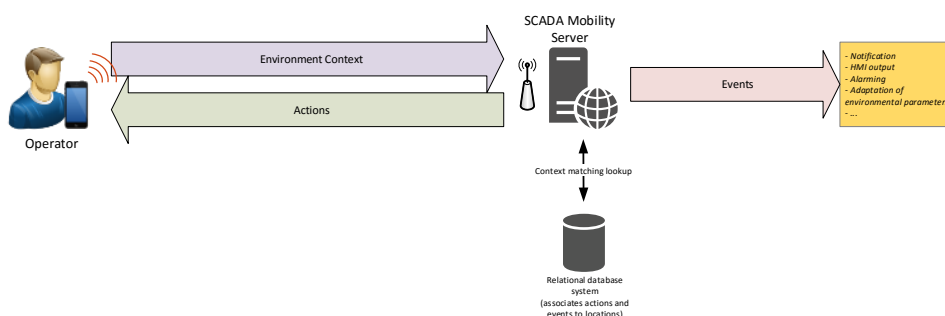 SCADA Mobility
Server
Environment Context
Actions
Operator
Events
- Notification
- HMI output
- Alarming
- Adaptation of
environmental parameter
- ...
Context matching lookup
Relational database
system
(associates actions and
events to locations)